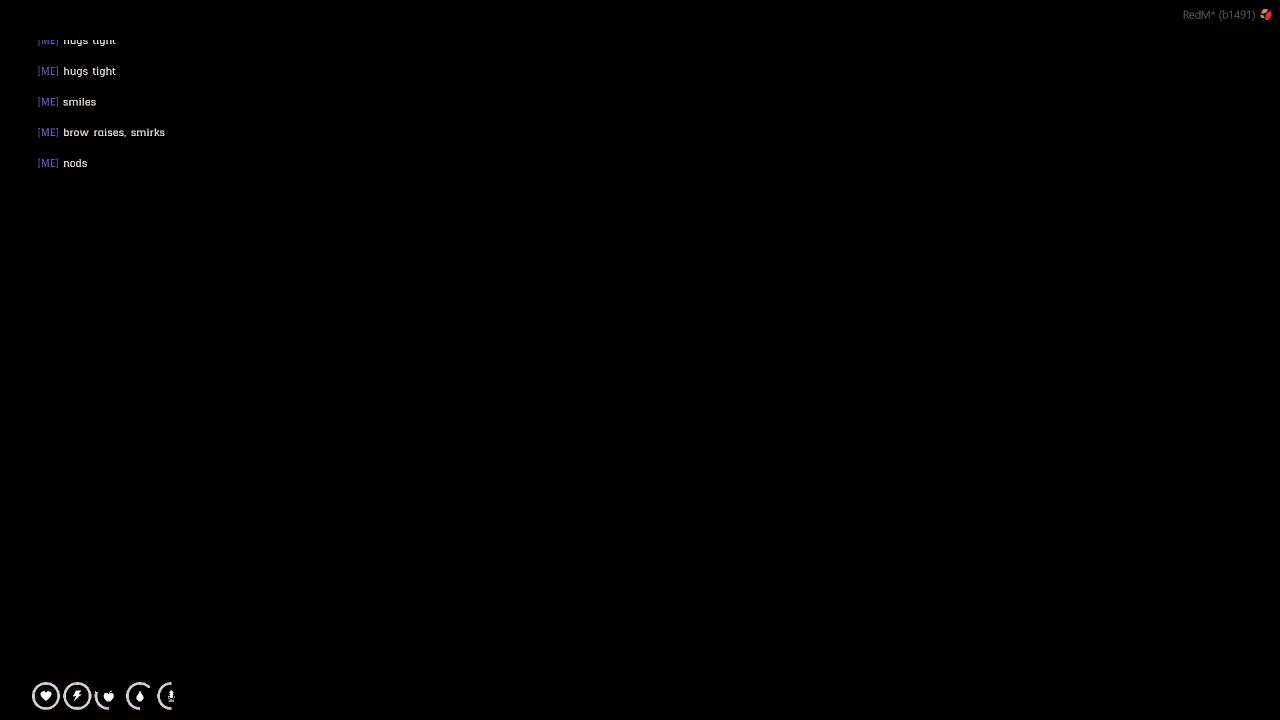 RedM* (b1491)
[ME] hugs tight
[ME] hugs tight
[ME] smiles
[ME] brow raises, smirks
[ME] nods